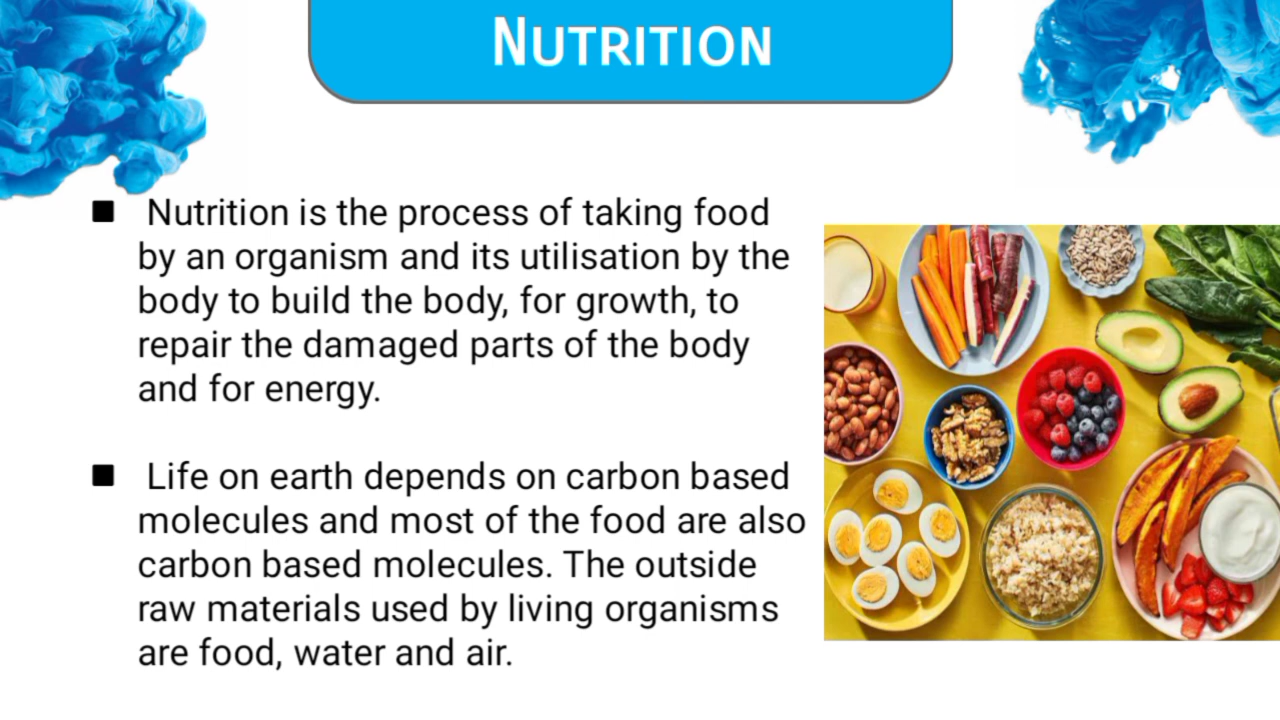 NUTRITION
■ Nutrition is the process of taking food
by an organism and its utilisation by the
body to build the body, for growth, to
repair the damaged parts of the body
and for energy.
■ Life on earth depends on carbon based
molecules and most of the food are also
carbon based molecules. The outside
raw materials used by living organisms
are food, water and air.